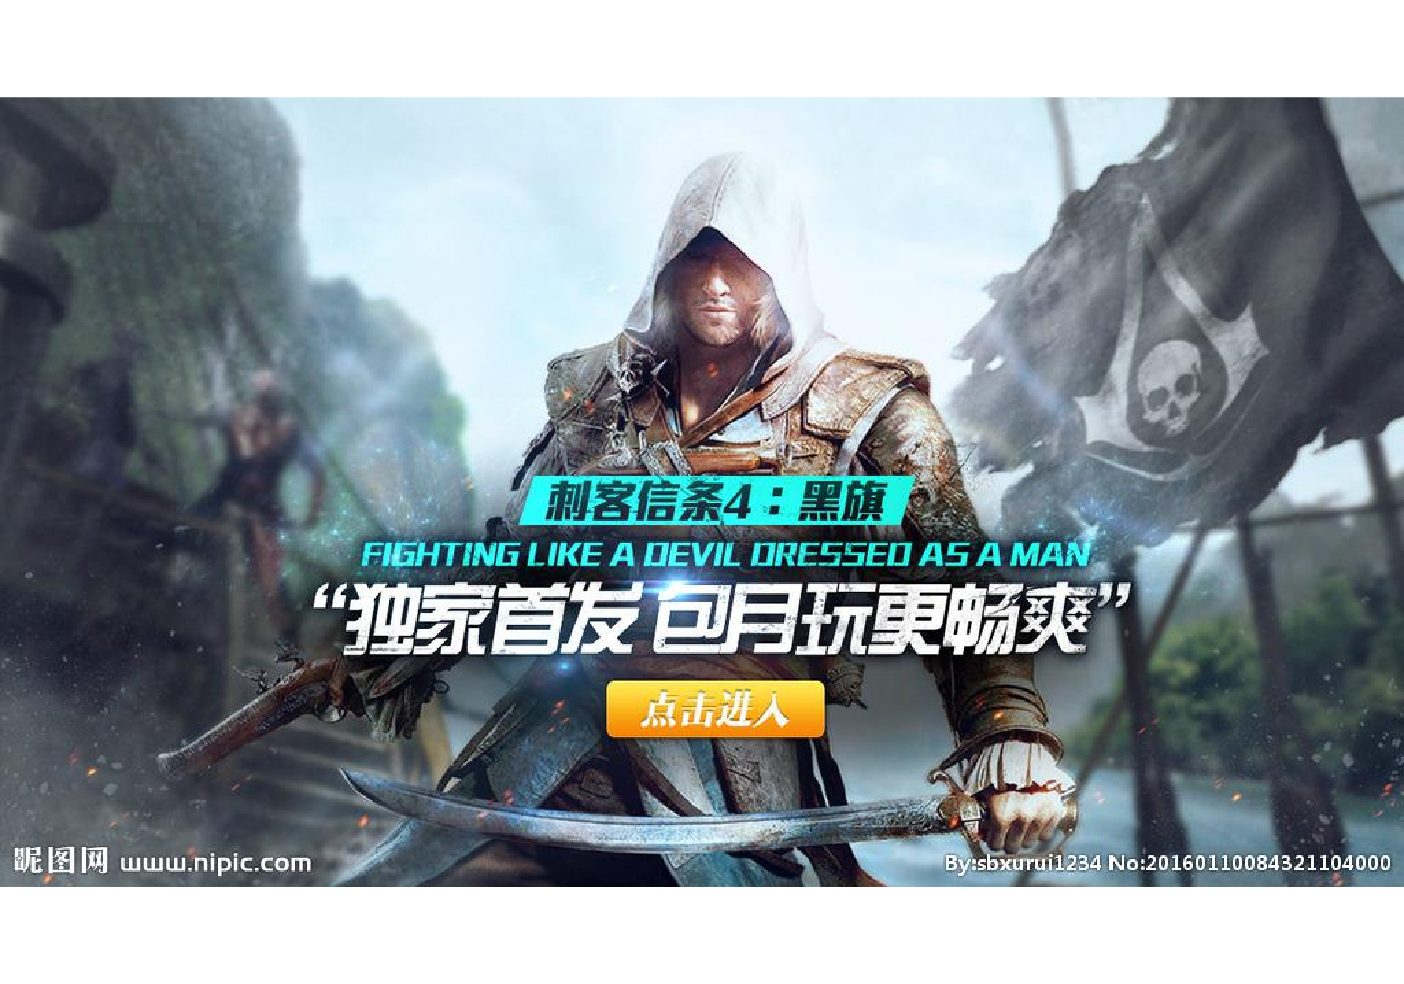 刺客信条4：黑旗
FIGHTING LIKE A DEVIL DRESSED AS A MAN
“独家首发 包月玩更畅爽”
点击进入
昵图网 www.nipic.com
By:sbxurui1234 No:20160110084321104000